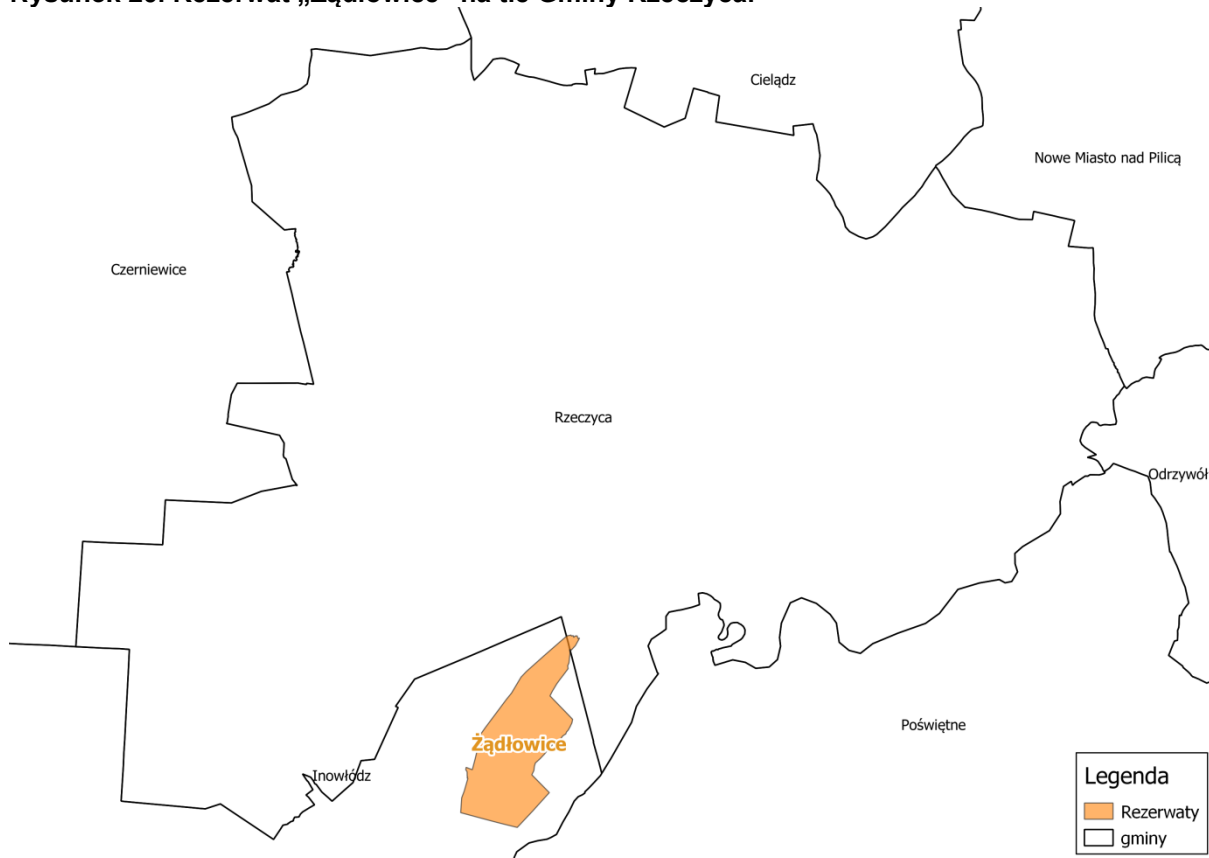 Cielądz
Nowe Miasto nad Pilicą
Czerniewice
Rzeczyca
Odrzywół
Poświętne
Żądłowice
Inowłódz
Legenda
Rezerwaty
gminy